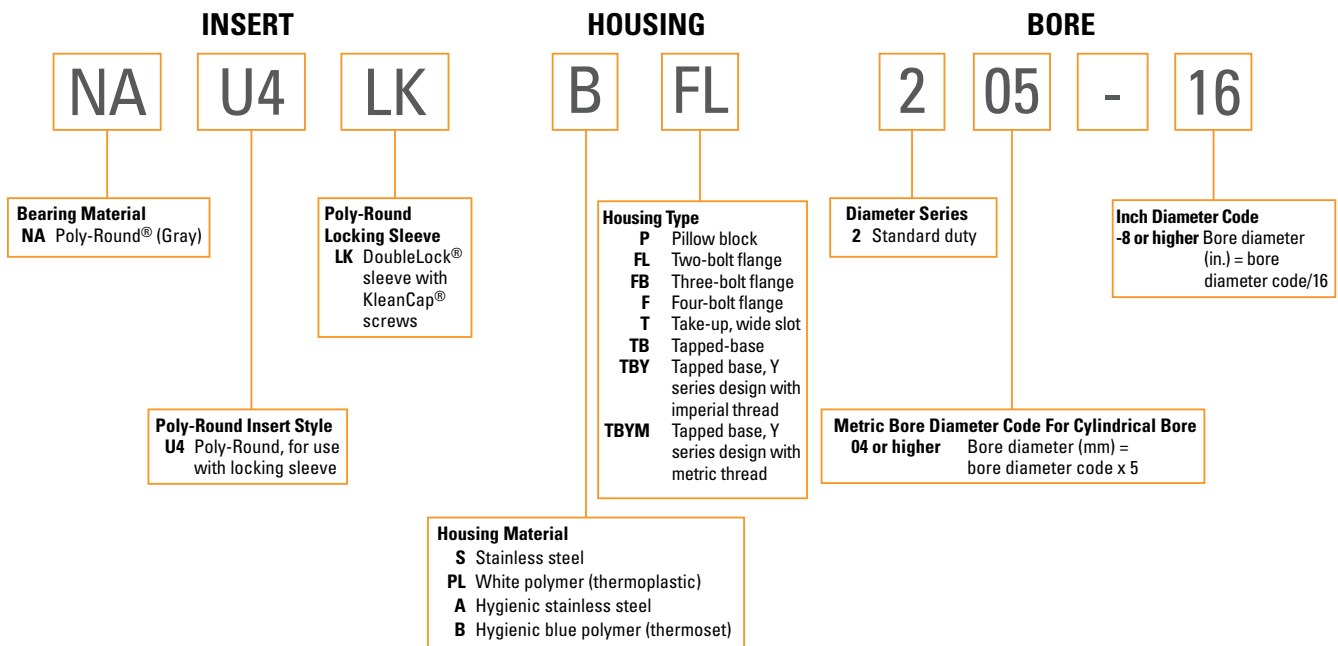 INSERT
HOUSING
BORE
NA
U4
LK
B
FL
2
05
-
16
Bearing Material
NA Poly-Round® (Gray)
Poly-Round
Locking Sleeve
LK DoubleLock®
sleeve with
KleanCap®
screws
Housing Type
P Pillow block
FL Two-bolt flange
FB Three-bolt flange
F Four-bolt flange
T Take-up, wide slot
TB Tapped-base
TBY Tapped base, Y
series design with
imperial thread
TBYM Tapped base, Y
series design with
metric thread
Diameter Series
2 Standard duty
Inch Diameter Code
-8 or higher Bore diameter
(in.) = bore
diameter code/16
Poly-Round Insert Style
U4 Poly-Round, for use
with locking sleeve
Metric Bore Diameter Code For Cylindrical Bore
04 or higher Bore diameter (mm) =
bore diameter code x 5
Housing Material
S Stainless steel
PL White polymer (thermoplastic)
A Hygienic stainless steel
B Hygienic blue polymer (thermoset)